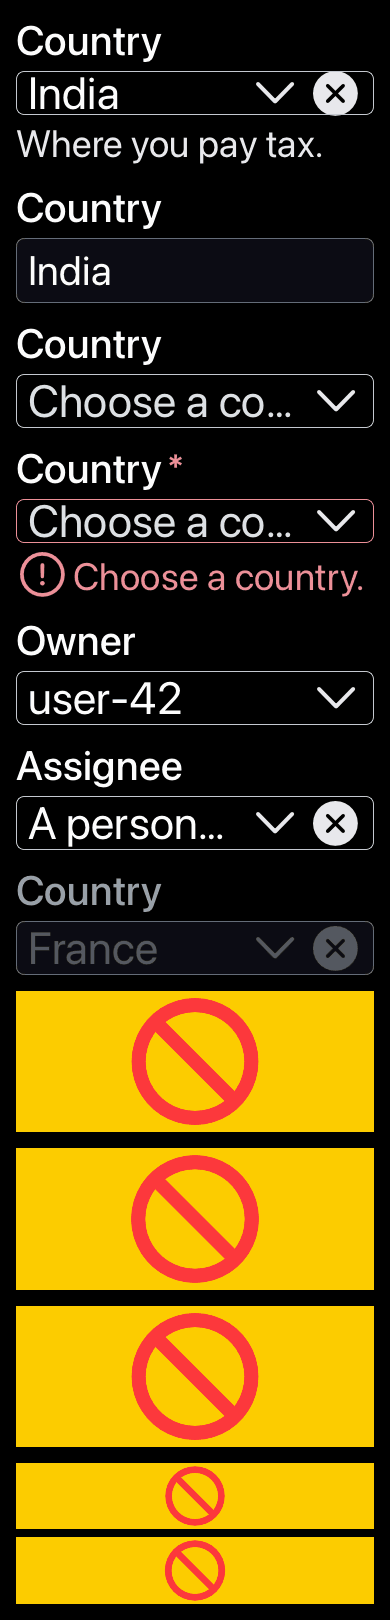 Country
India
Where you pay tax.
Country
India
Country
Choose a co...
Country *
Choose a co...
Choose a country.
Owner
user-42
Assignee
A person...
Country
France